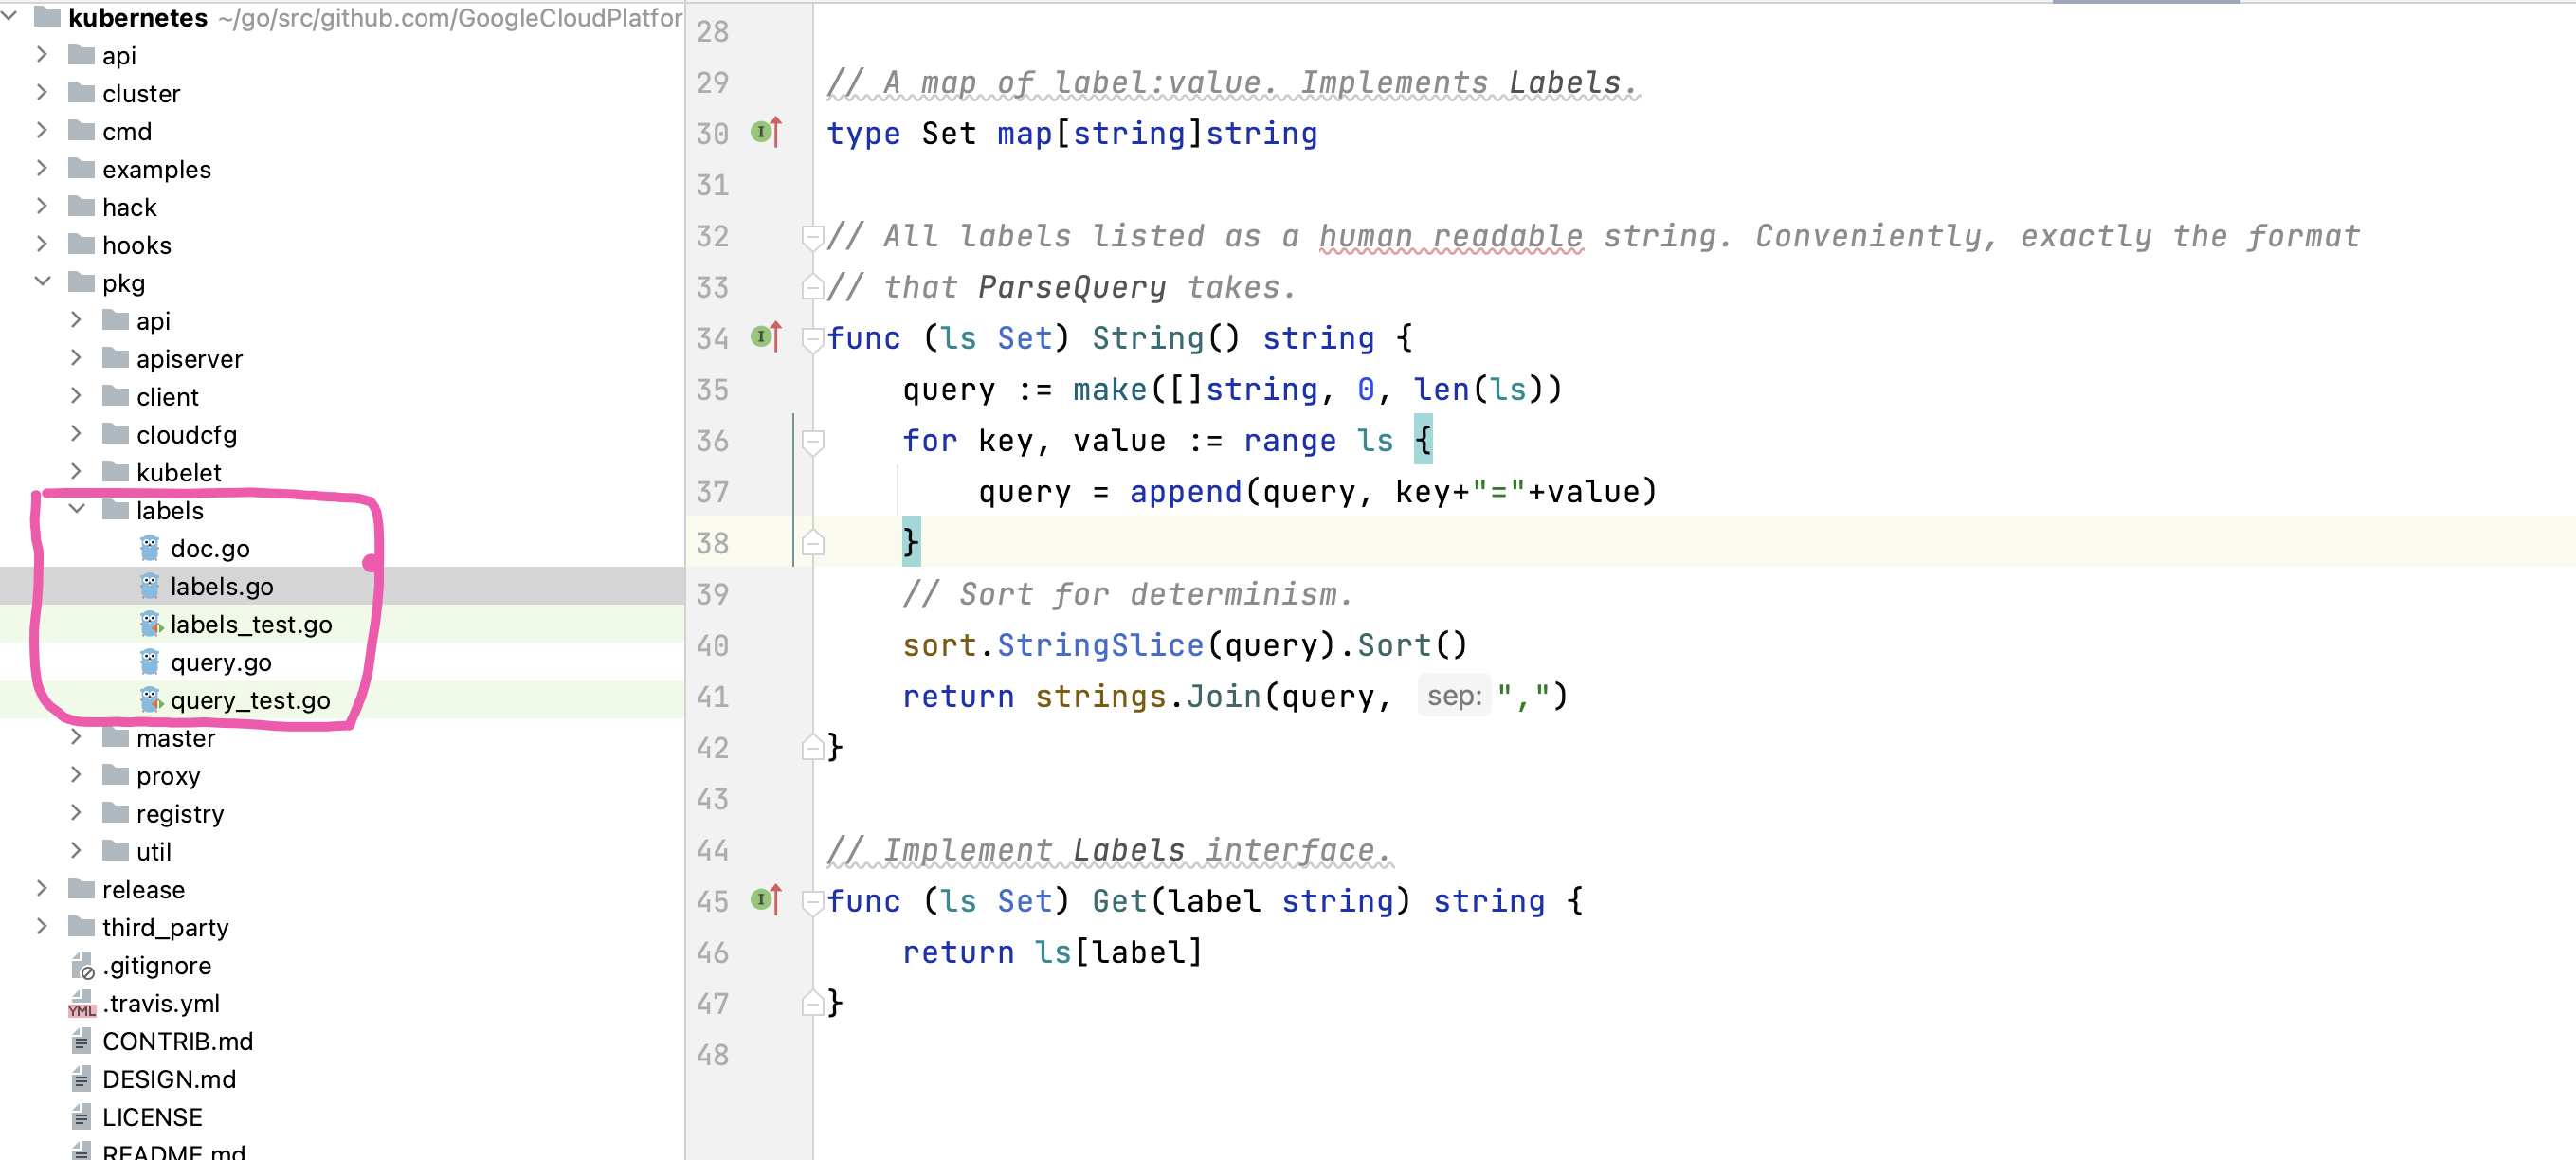 kubernetes ~/go/src/github.com/GoogleCloudPlatfor
api
cluster
cmd
examples
hack
hooks
pkg
api
apiserver
client
cloudcfg
kubelet
labels
doc.go
labels.go
labels_test.go
query.go
query_test.go
master
proxy
registry
util
release
third_party
.gitignore
.travis.yml
CONTRIB.md
DESIGN.md
LICENSE
README.md
28
29 // A map of label:value. Implements Labels.
30 type Set map[string]string
31
32 // All labels listed as a human readable string. Conveniently, exactly the format
33 // that ParseQuery takes.
34 func (ls Set) String() string {
35 query := make([]string, 0, len(ls))
36 for key, value := range ls {
37 query = append(query, key+"="+value)
38 }
39 // Sort for determinism.
40 sort.StringSlice(query).Sort()
41 return strings.Join(query, sep: ",")
42 }
43
44 // Implement Labels interface.
45 func (ls Set) Get(label string) string {
46 return ls[label]
47 }
48